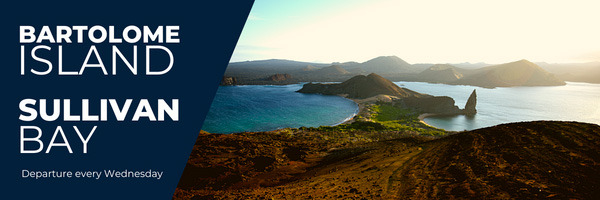 BARTOLOME
ISLAND
SULLIVAN
BAY
Departure every Wednesday